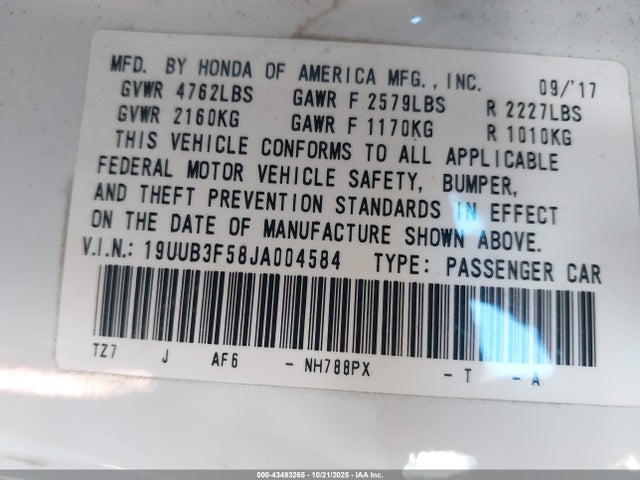 MFD. BY HONDA OF AMERICA MFG., INC. 09/'17
GVWR 4762LBS GAWR F 2579LBS R 2227LBS
GVWR 2160KG GAWR F 1170KG R 1010KG
THIS VEHICLE CONFORMS TO ALL APPLICABLE
FEDERAL MOTOR VEHICLE SAFETY, BUMPER,
AND THEFT PREVENTION STANDARDS IN EFFECT
ON THE DATE OF MANUFACTURE SHOWN ABOVE.
V.I.N.: 19UUB3F58JA004584 TYPE: PASSENGER CAR
TZ7 J AF6 - NH788PX - T - A
000-43493265 - 10/21/2025 - IAA Inc.